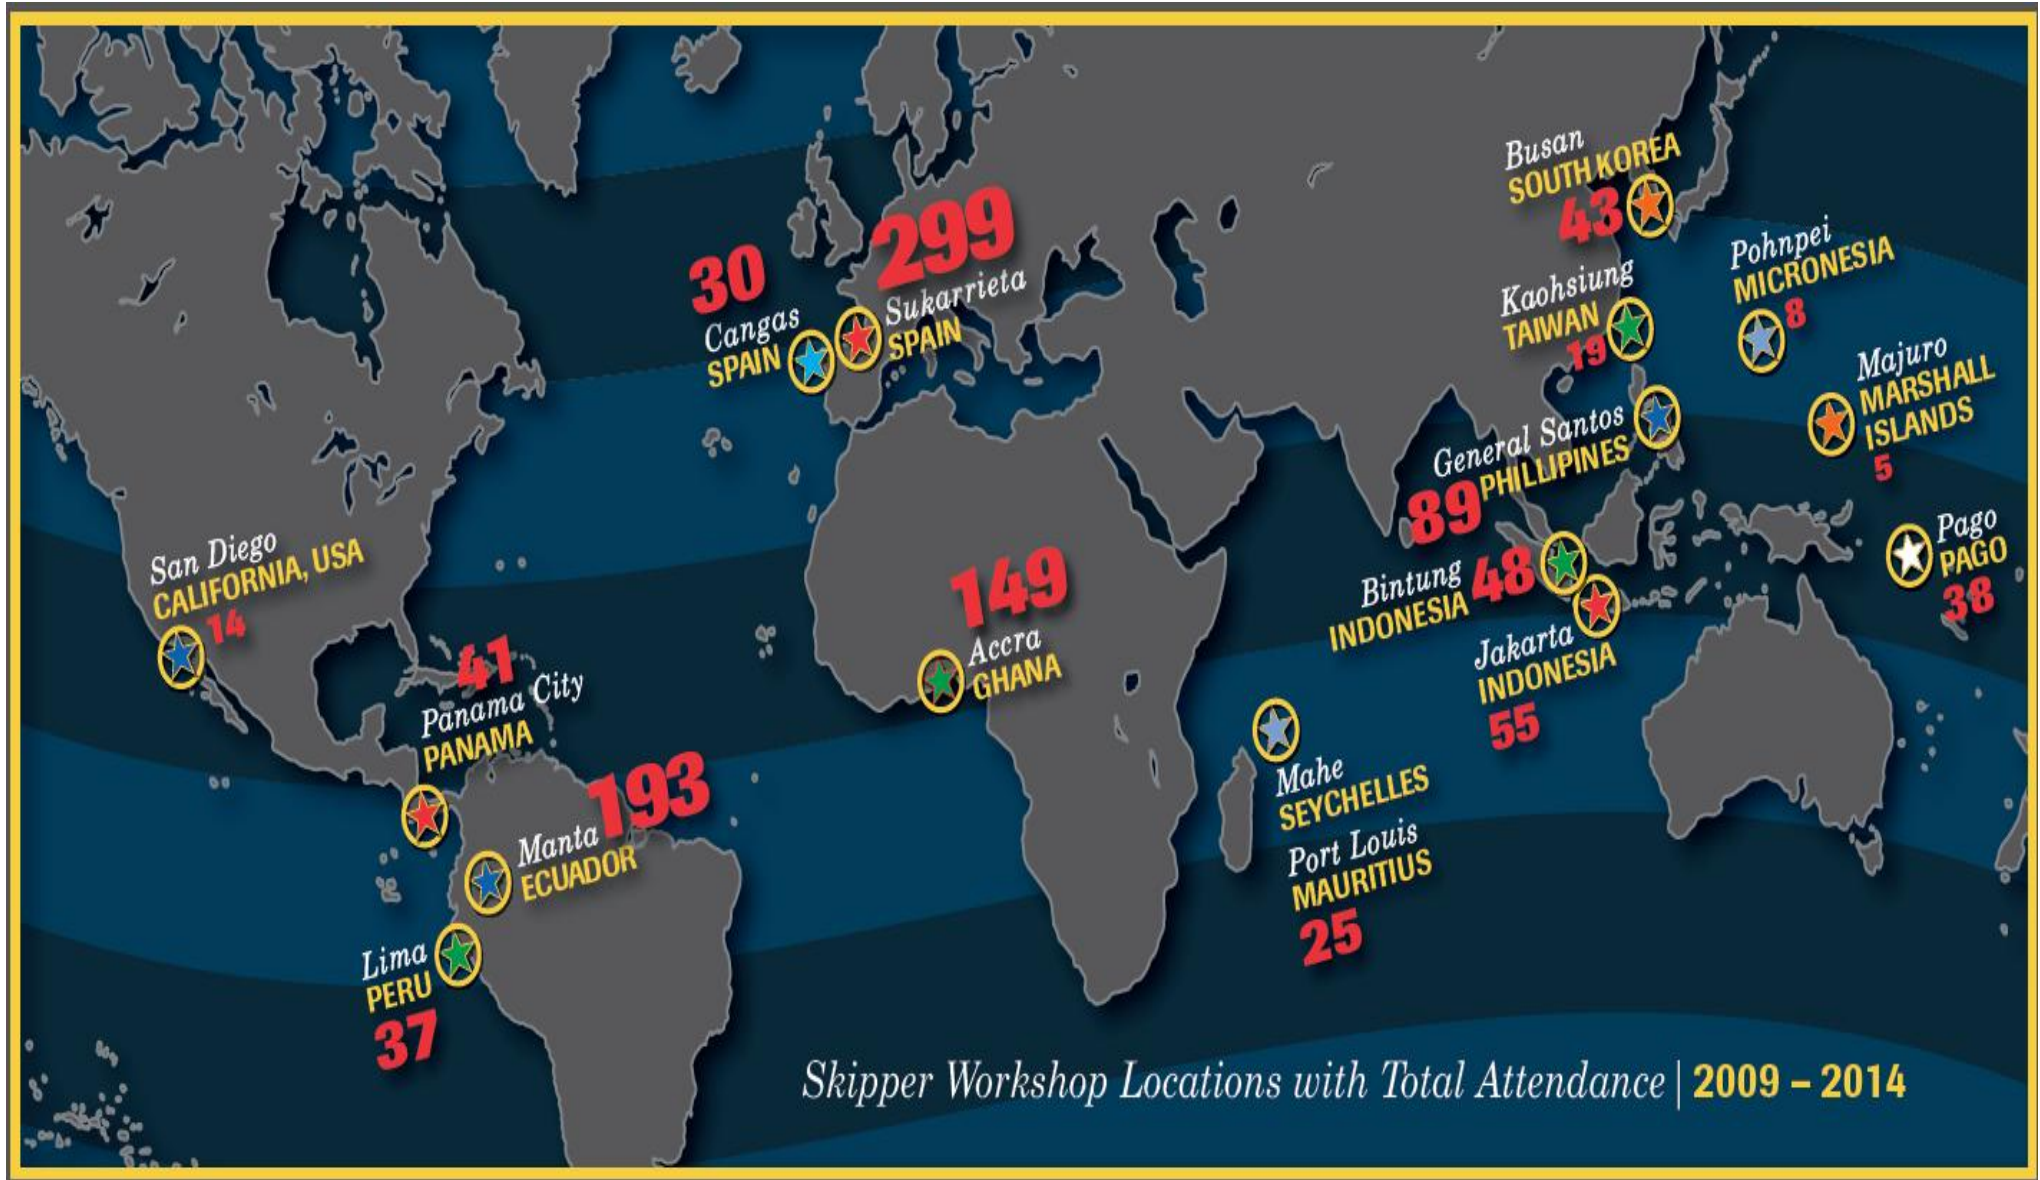 San Diego
CALIFORNIA, USA
14
41
Panama City
PANAMA
193
Manta
ECUADOR
Lima
PERU
37
30
Cangas
SPAIN
299
Sukarrieta
SPAIN
149
Accra
GHANA
Mahe
SEYCHELLES
Port Louis
MAURITIUS
25
Busan
SOUTH KOREA
43
Kaohsiung
TAIWAN
19
Pohnpei
MICRONESIA
8
Majuro
MARSHALL
ISLANDS
5
General Santos
PHILLIPINES
89
Bintung
INDONESIA
48
Jakarta
INDONESIA
55
Pago
PAGO
38
Skipper Workshop Locations with Total Attendance | 2009 – 2014